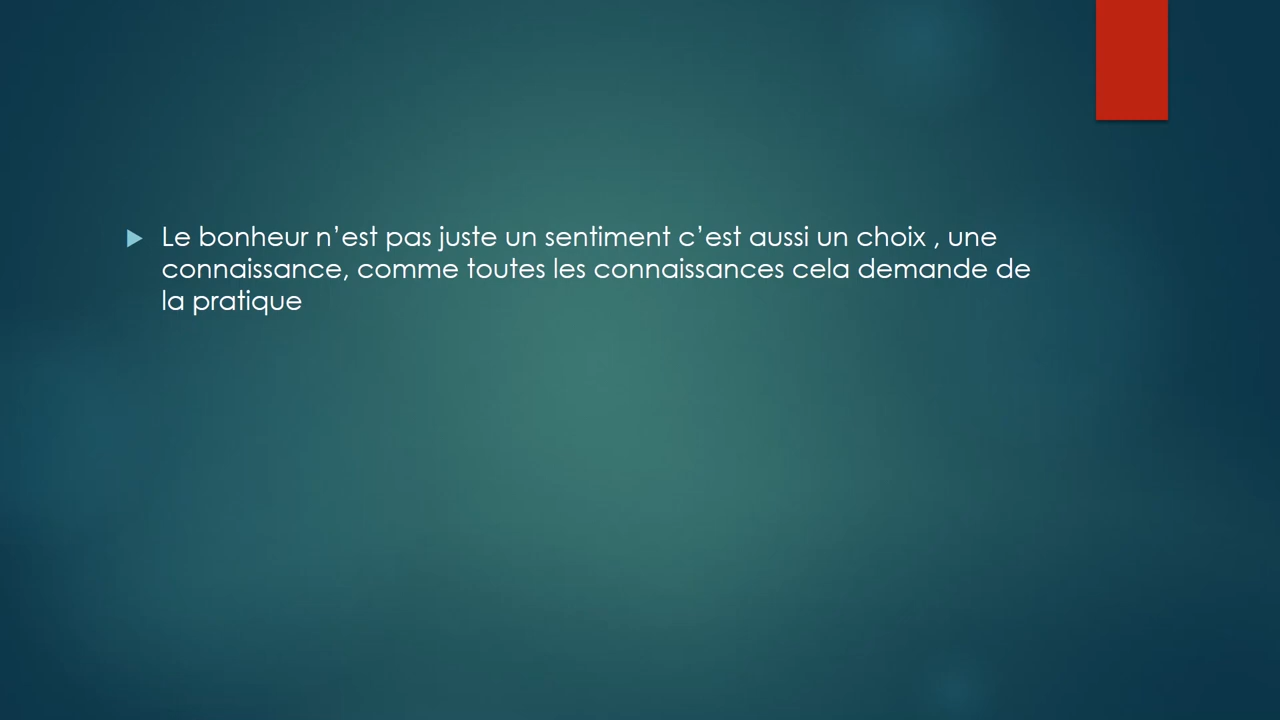 Le bonheur n’est pas juste un sentiment c’est aussi un choix , une
connaissance, comme toutes les connaissances cela demande de
la pratique